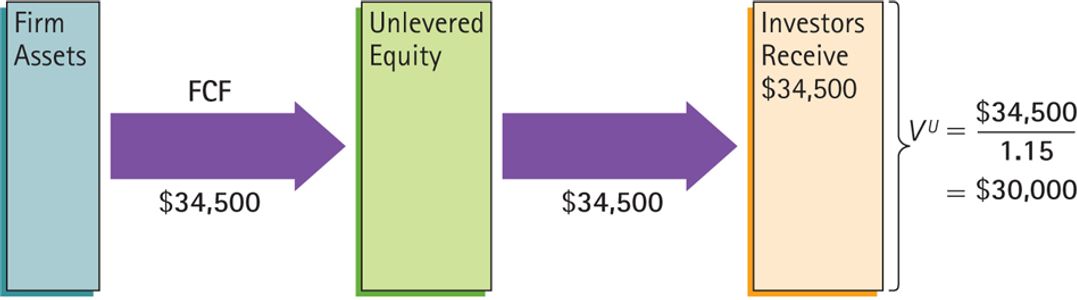 Firm
Assets
FCF
$34,500
Unlevered
Equity
$34,500
Investors
Receive
$34,500
V^U = $34,500
1.15
= $30,000